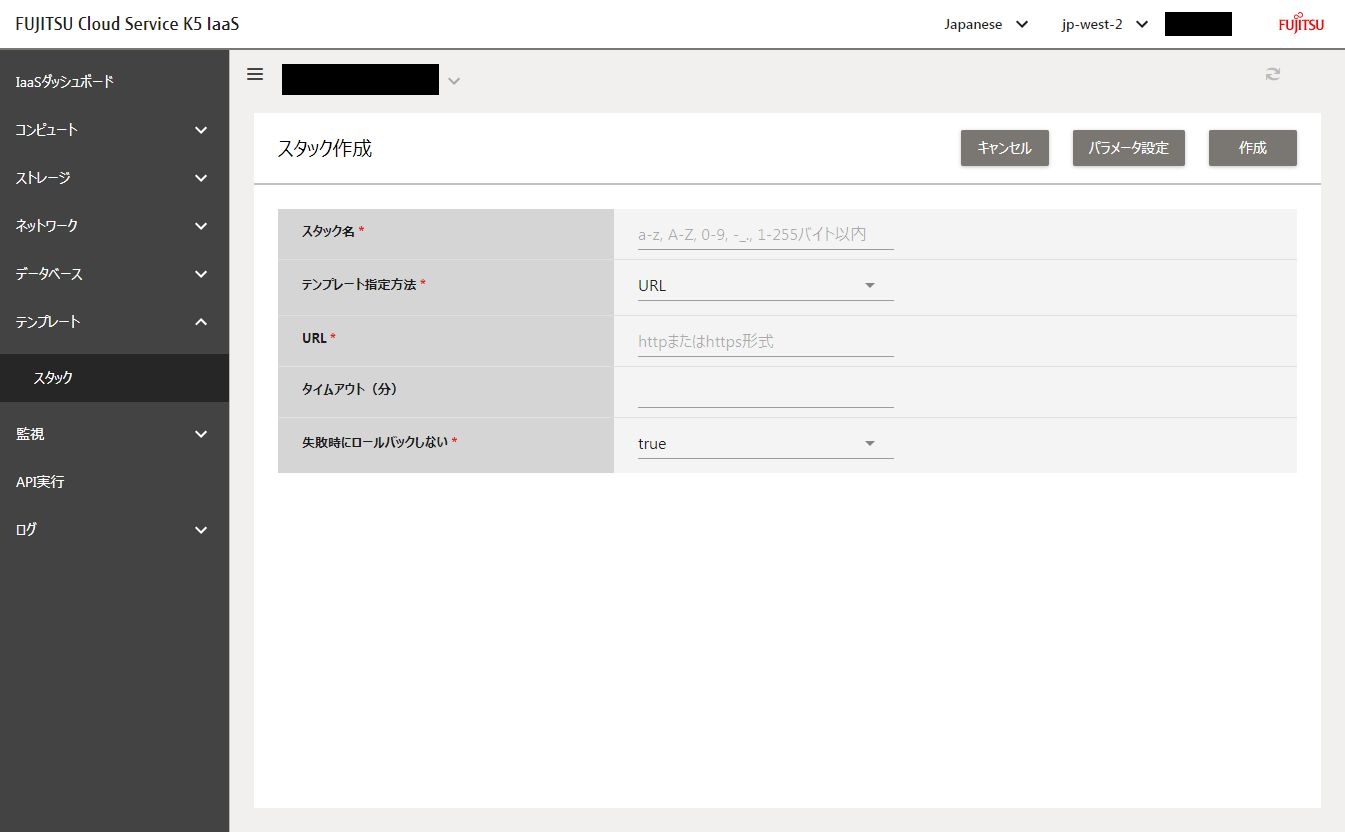 FUJITSU Cloud Service K5 IaaS
Japanese
jp-west-2
FUJITSU
IaaSダッシュボード
コンピュート
ストレージ
ネットワーク
データベース
テンプレート
スタック
監視
API実行
ログ
スタック作成
キャンセル
パラメータ設定
作成
スタック名 *
a-z, A-Z, 0-9, -_., 1-255バイト以内
テンプレート指定方法 *
URL
URL *
httpまたはhttps形式
タイムアウト（分）
失敗時にロールバックしない *
true